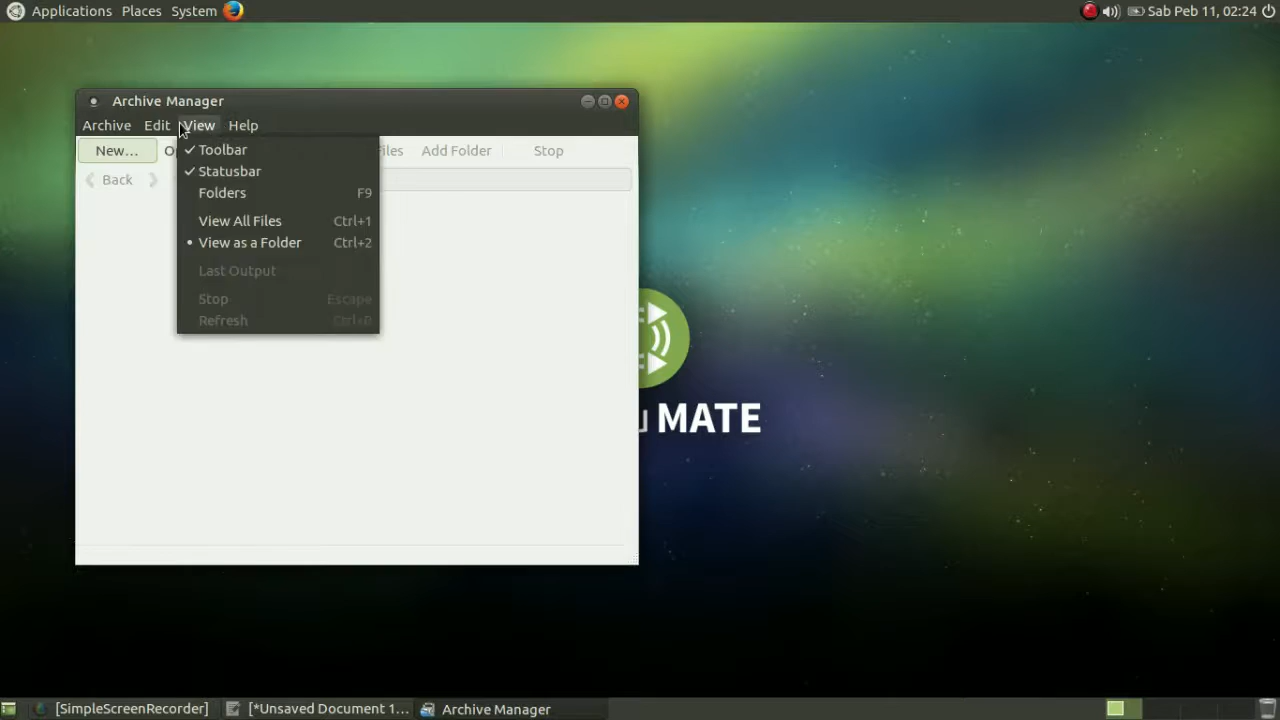 Applications Places System Sab Peb 11, 02:24
Archive Manager
Archive Edit View Help
New... Add Folder Stop
Back
Toolbar
Statusbar
Folders F9
View All Files Ctrl+1
View as a Folder Ctrl+2
Last Output
Stop Escape
Refresh Ctrl+R
MATE
[SimpleScreenRecorder] [*Unsaved Document 1... Archive Manager